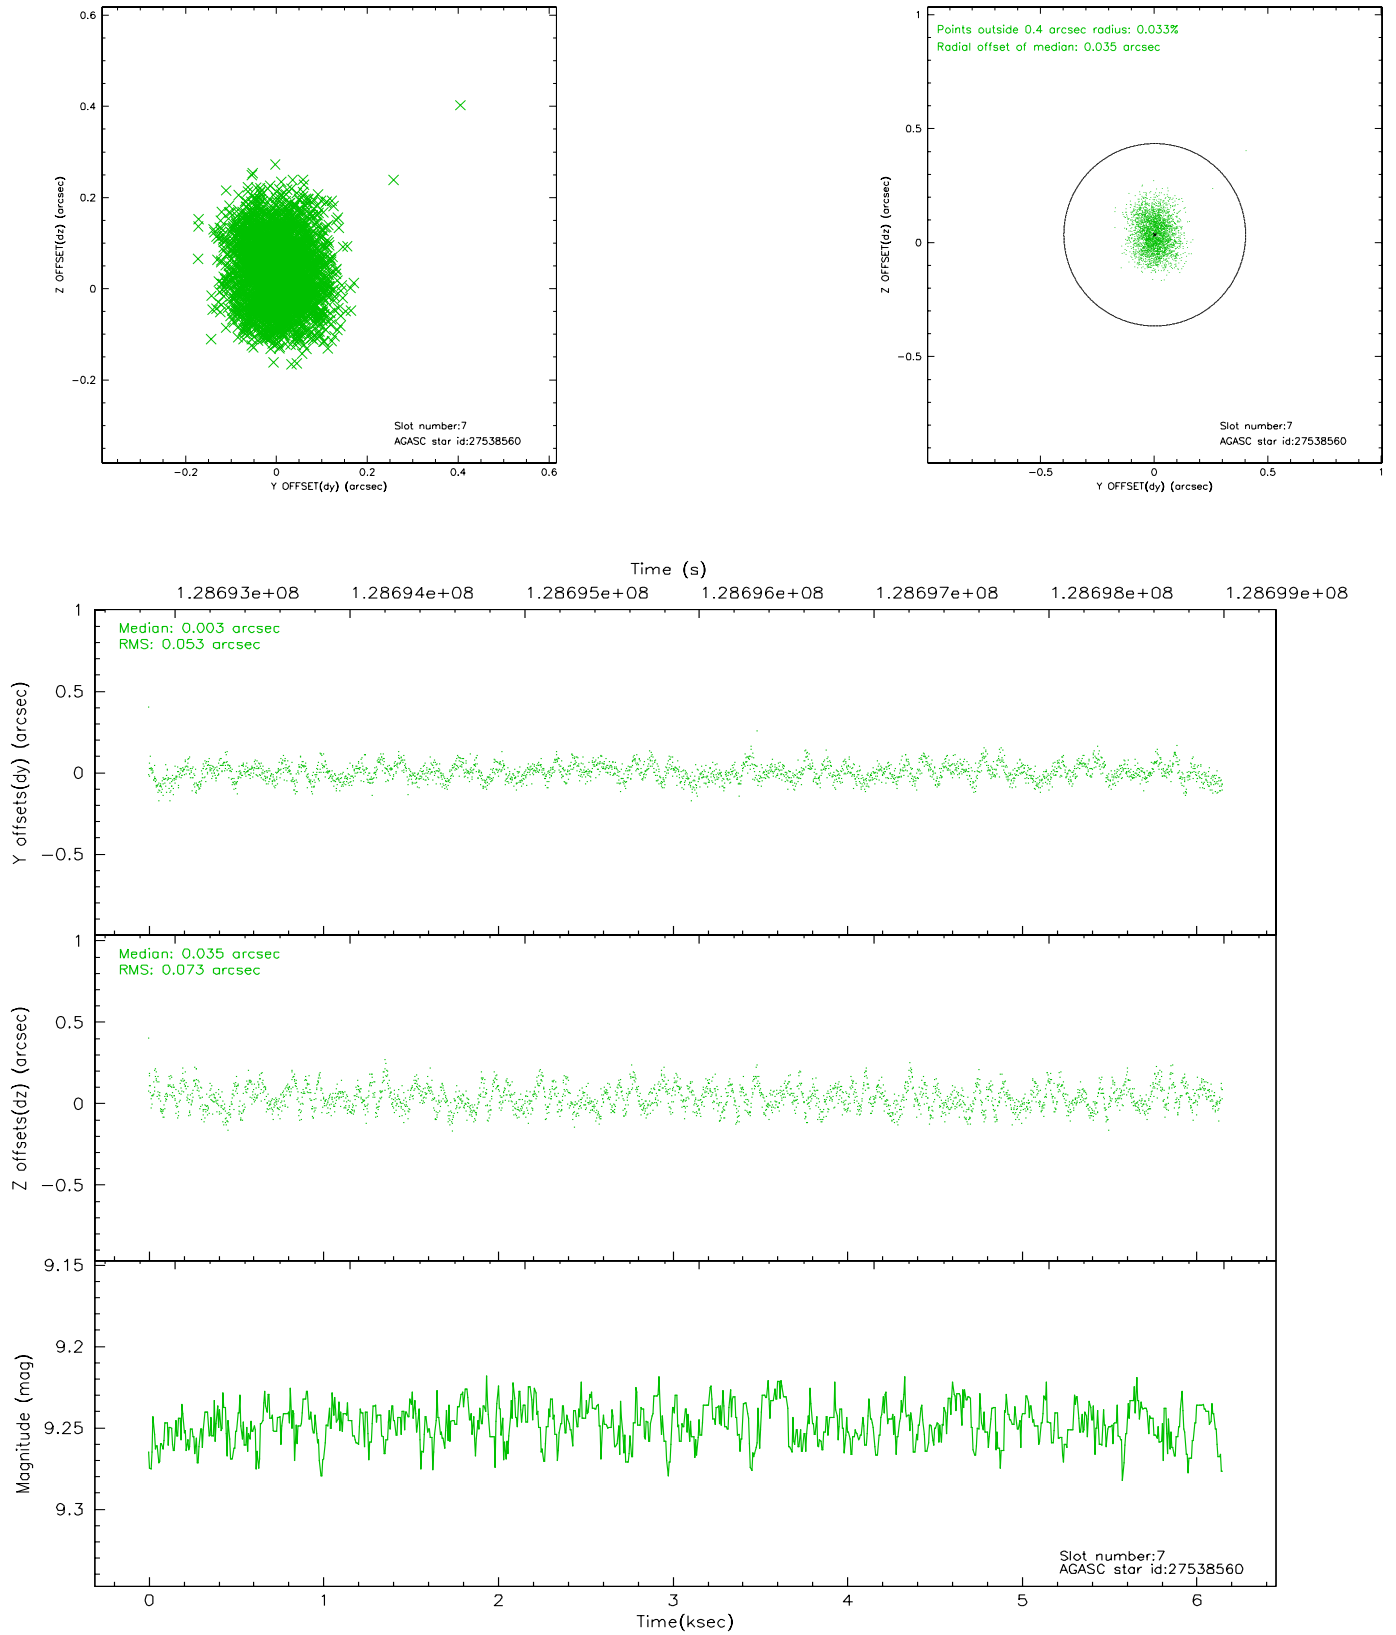 0.6
0.4
0.2
0
−0.2
Z OFFSET(dz) (arcsec)
Slot number:7
AGASC star id:27538560
−0.2 0 0.2 0.4 0.6
Y OFFSET(dy) (arcsec)
1
0.5
0
−0.5
Z OFFSET(dz) (arcsec)
Points outside 0.4 arcsec radius: 0.033%
Radial offset of median: 0.035 arcsec
Slot number:7
AGASC star id:27538560
−0.5 0 0.5 1
Y OFFSET(dy) (arcsec)
Time (s)
1.28693e+08 1.28694e+08 1.28695e+08 1.28696e+08 1.28697e+08 1.28698e+08 1.28699e+08
1
0.5
0
−0.5
Y offsets(dy) (arcsec)
Median: 0.003 arcsec
RMS: 0.053 arcsec
1
0.5
0
−0.5
Z offsets(dz) (arcsec)
Median: 0.035 arcsec
RMS: 0.073 arcsec
9.15
9.2
9.25
9.3
Magnitude (mag)
Slot number:7
AGASC star id:27538560
0 1 2 3 4 5 6
Time(ksec)